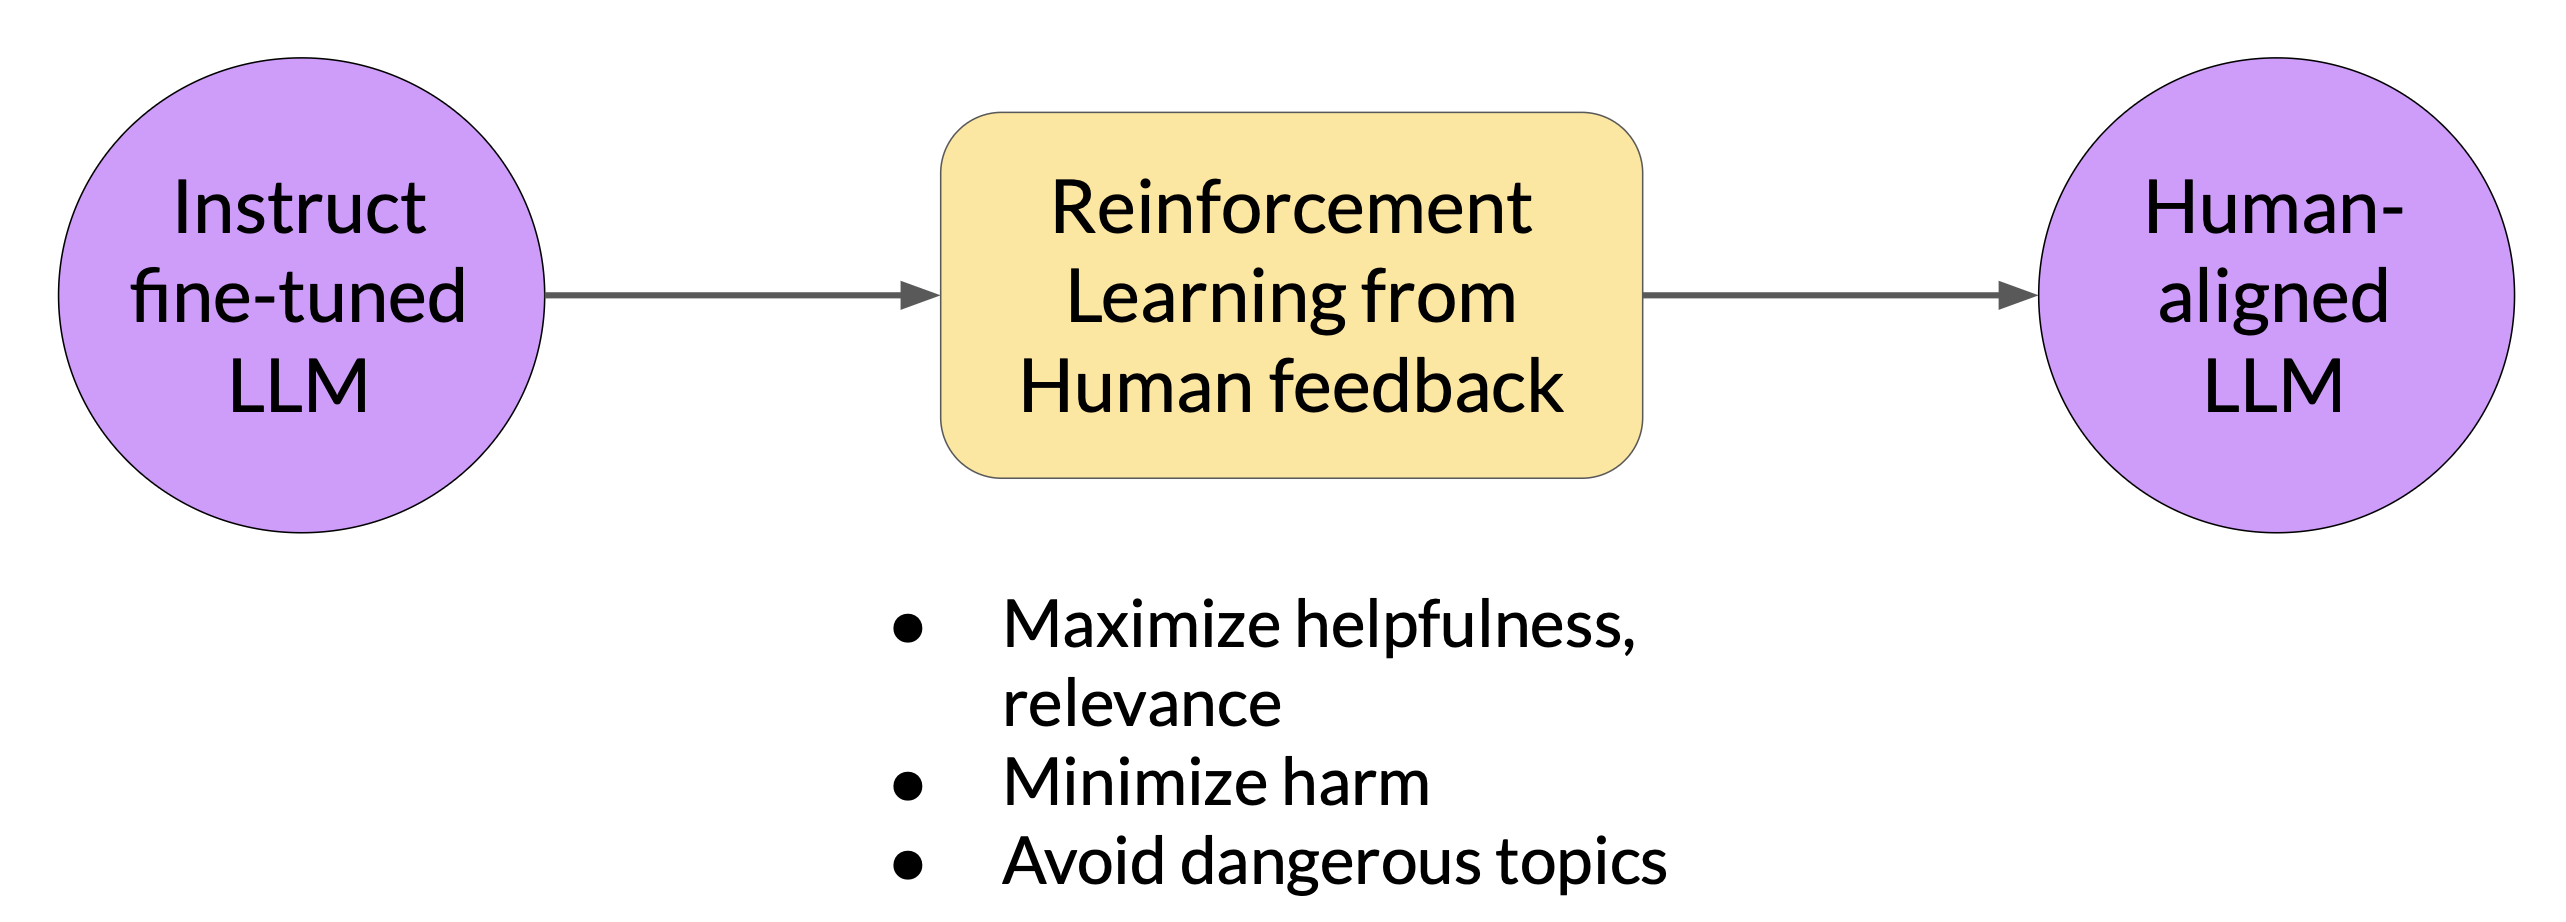 Instruct
fine-tuned
LLM
Reinforcement
Learning from
Human feedback
Human-
aligned
LLM
● Maximize helpfulness,
relevance
● Minimize harm
● Avoid dangerous topics